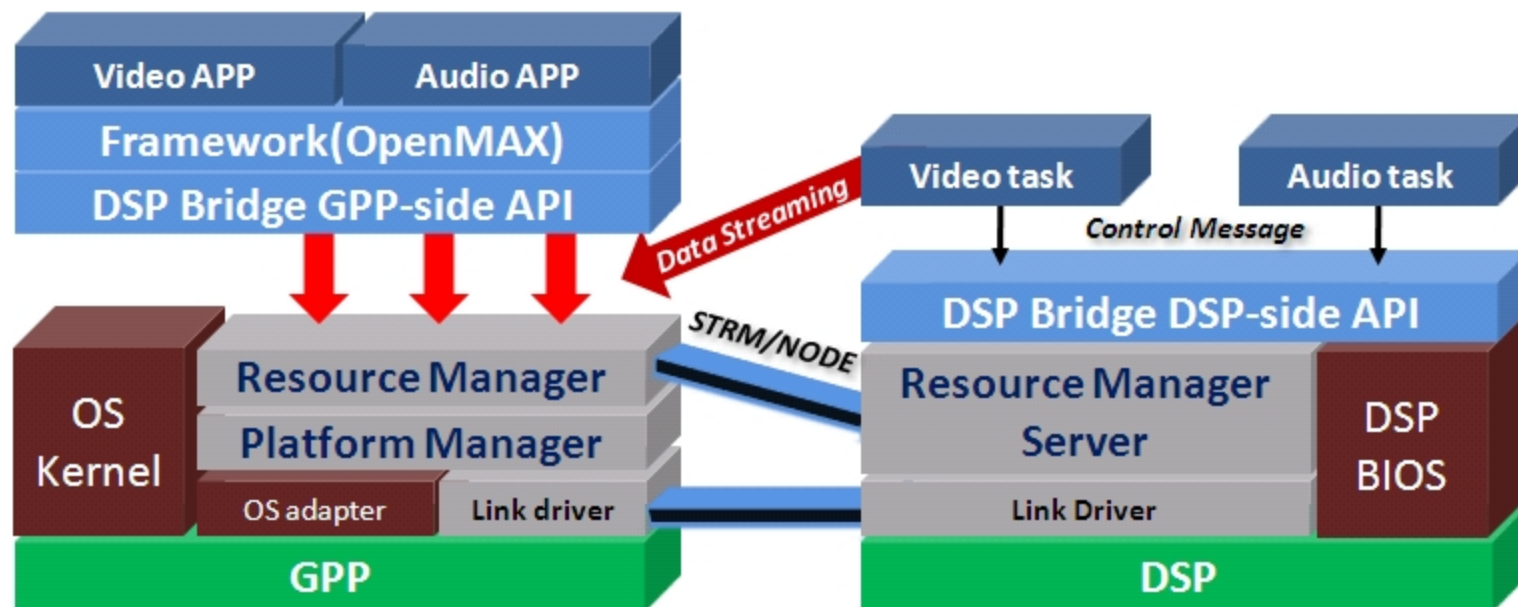 Video APP
Audio APP
Framework(OpenMAX)
DSP Bridge GPP-side API
Resource Manager
Platform Manager
OS
Kernel
OS adapter
Link driver
GPP
Data Streaming
STRM/NODE
Video task
Audio task
Control Message
DSP Bridge DSP-side API
Resource Manager
Server
DSP
BIOS
Link Driver
DSP